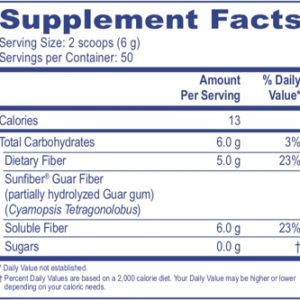 Supplement Facts
Serving Size: 2 scoops (6 g)
Servings per Container: 50
Amount Per Serving % Daily Value*
Calories 13
Total Carbohydrates 6.0 g 3%
Dietary Fiber 5.0 g 23%
Sunfiber® Guar Fiber
(partially hydrolyzed Guar gum)
(Cyamopsis Tetragonolobus)
Soluble Fiber 6.0 g 23%
Sugars 0.0 g †
* Daily Value not established.
† Percent Daily Values are based on a 2,000 calorie diet. Your Daily Value may be higher or lower
depending on your caloric needs.